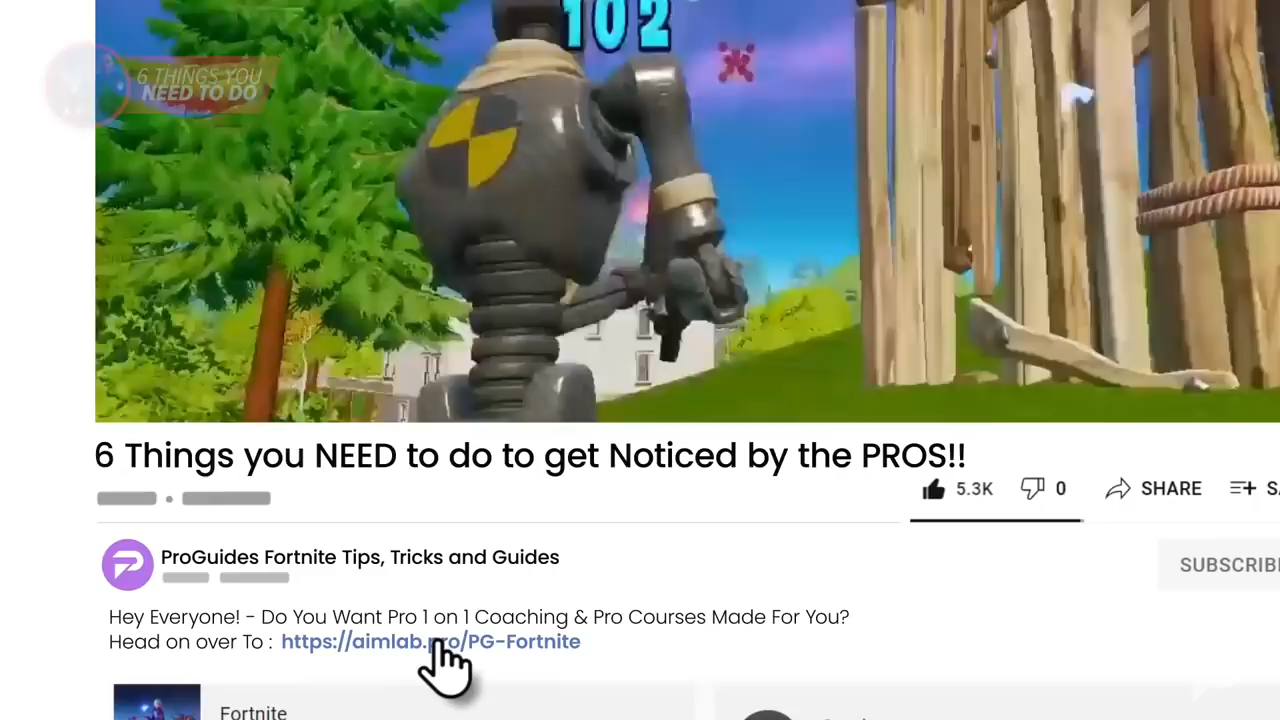 102
6 THINGS YOU
NEED TO DO
6 Things you NEED to do to get Noticed by the PROS!!
5.3K 0 SHARE
ProGuides Fortnite Tips, Tricks and Guides
Hey Everyone! - Do You Want Pro 1 on 1 Coaching & Pro Courses Made For You?
Head on over To : https://aimlab.pro/PG-Fortnite
Fortnite